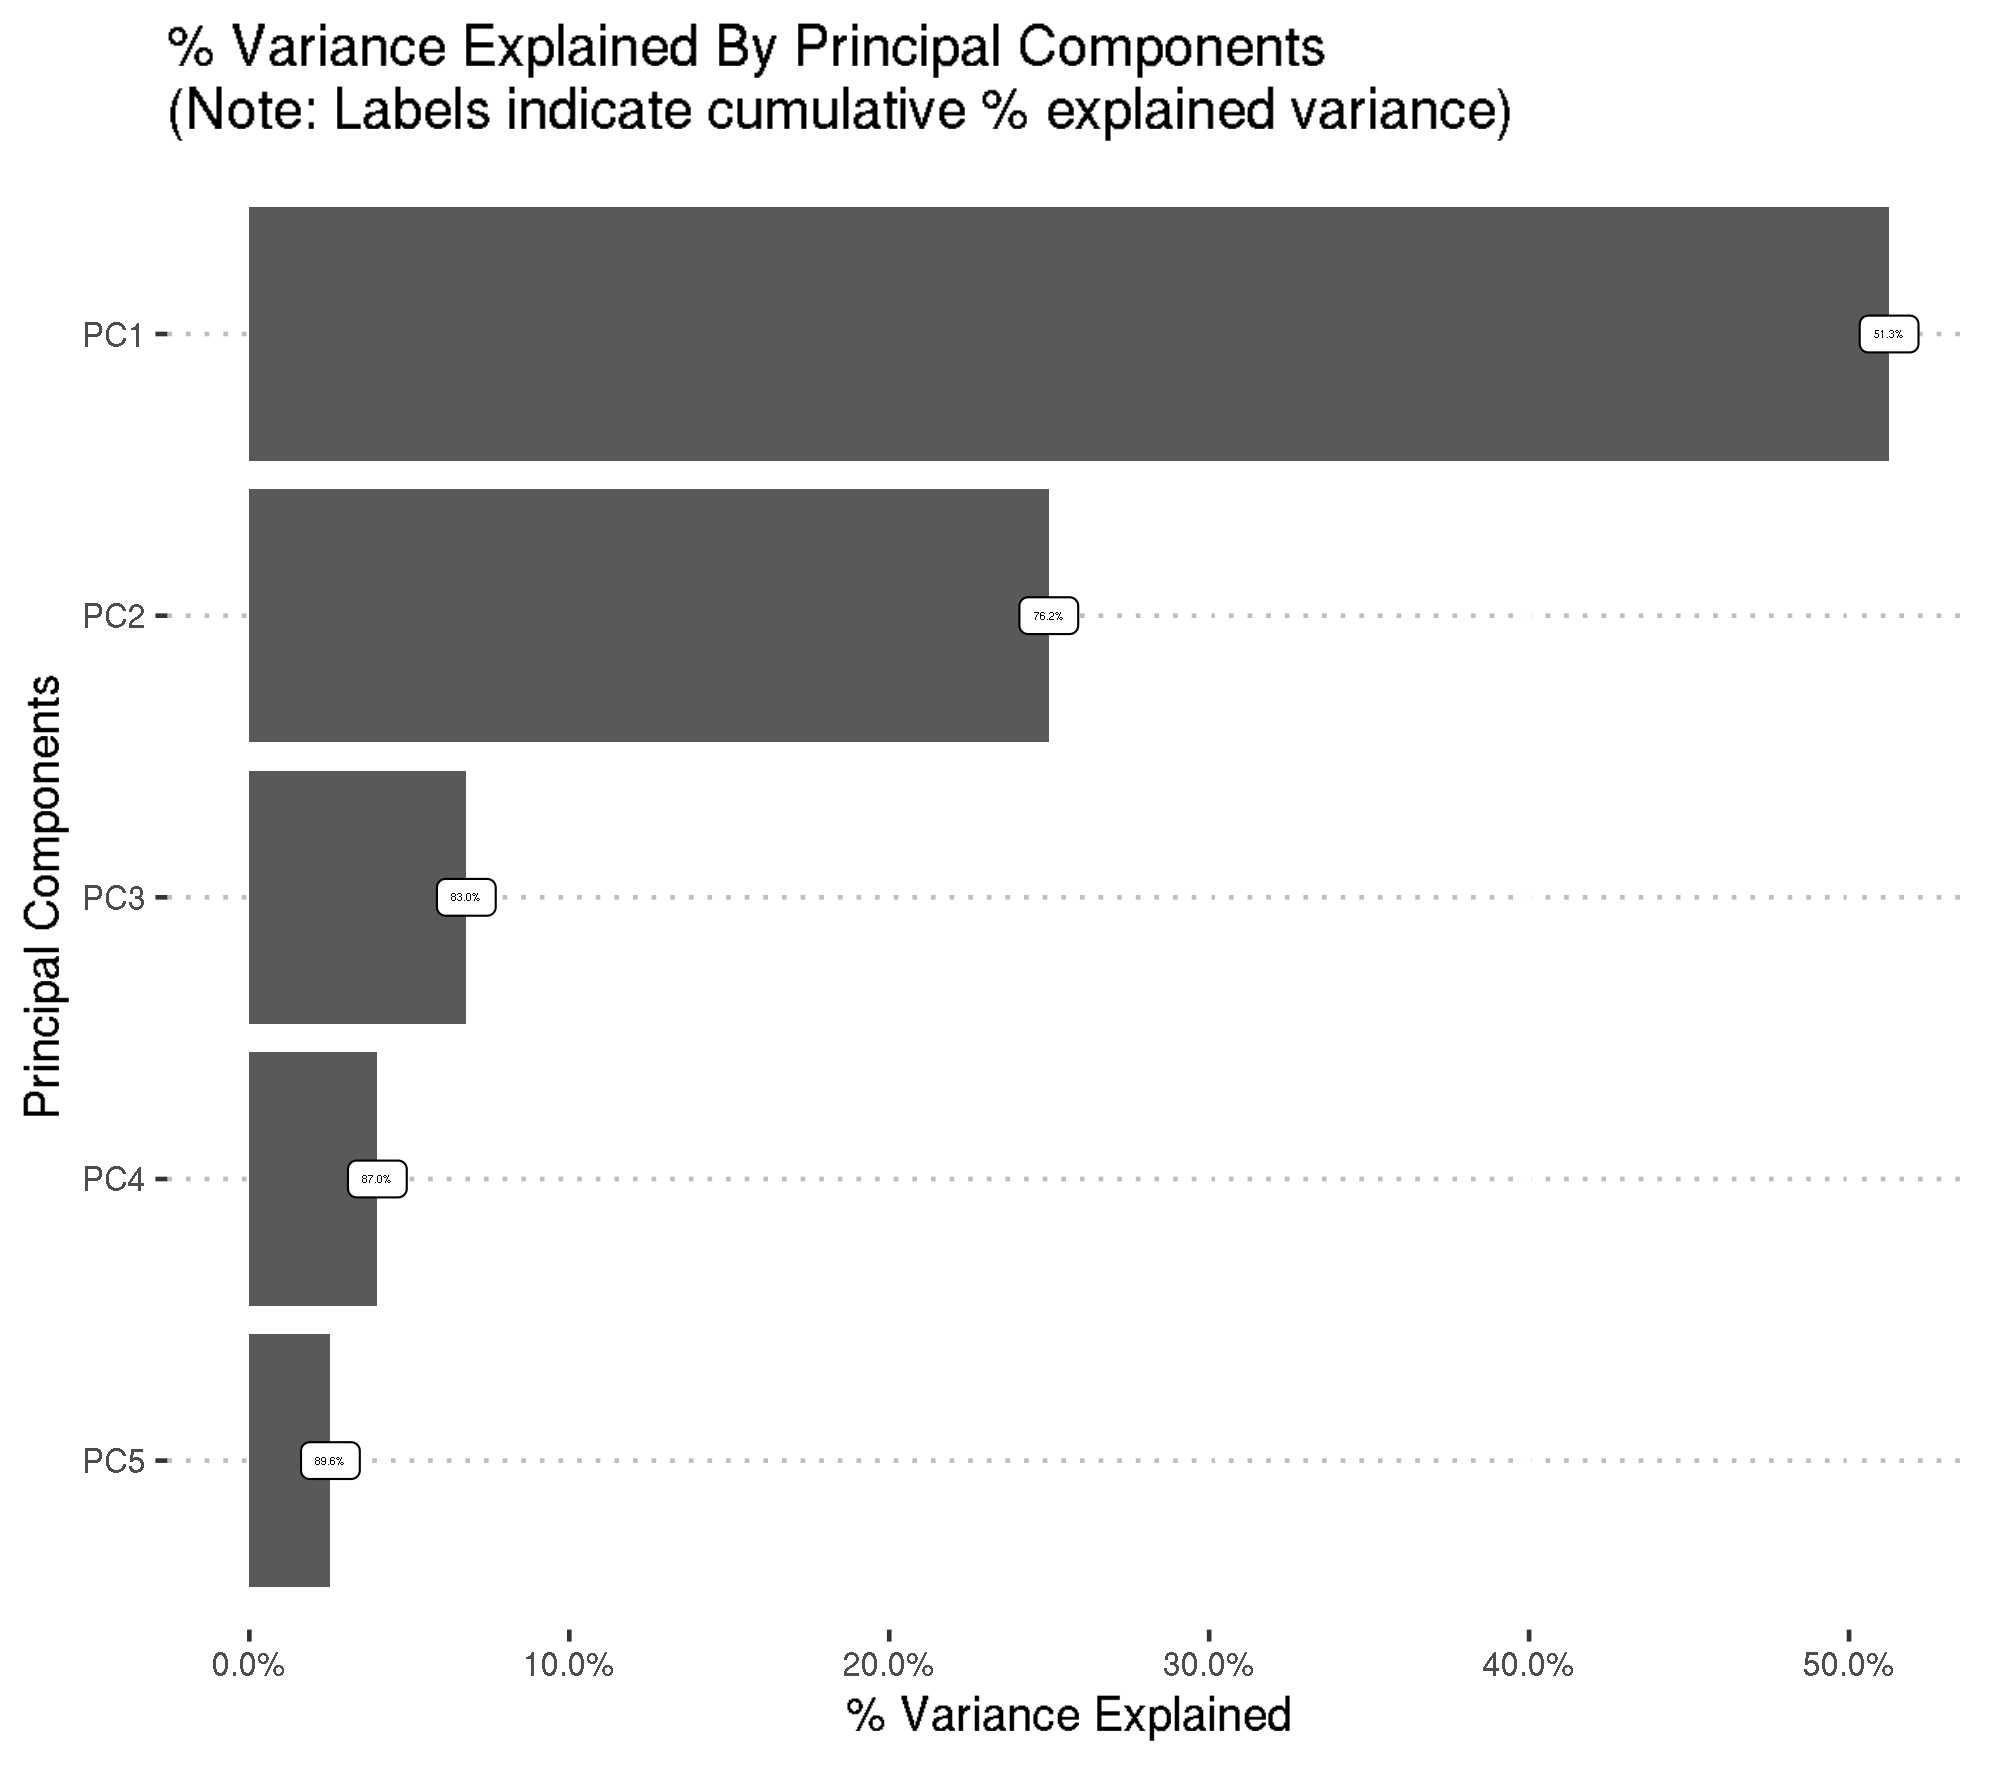 % Variance Explained By Principal Components
(Note: Labels indicate cumulative % explained variance)
Principal Components
PC1
51.3%
PC2
76.2%
PC3
83.0%
PC4
87.0%
PC5
89.6%
0.0% 10.0% 20.0% 30.0% 40.0% 50.0%
% Variance Explained